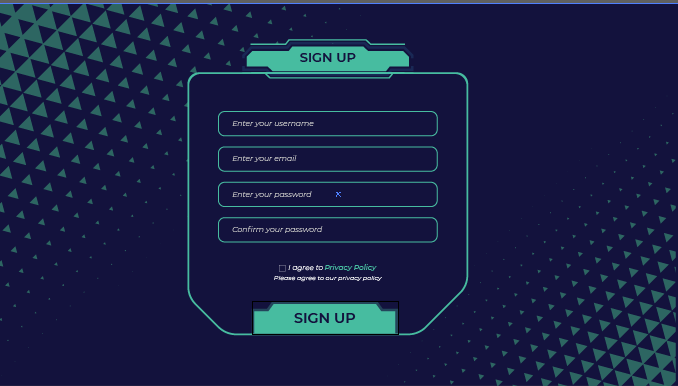 SIGN UP
Enter your username
Enter your email
Enter your password
Confirm your password
I agree to Privacy Policy
Please agree to our privacy policy
SIGN UP